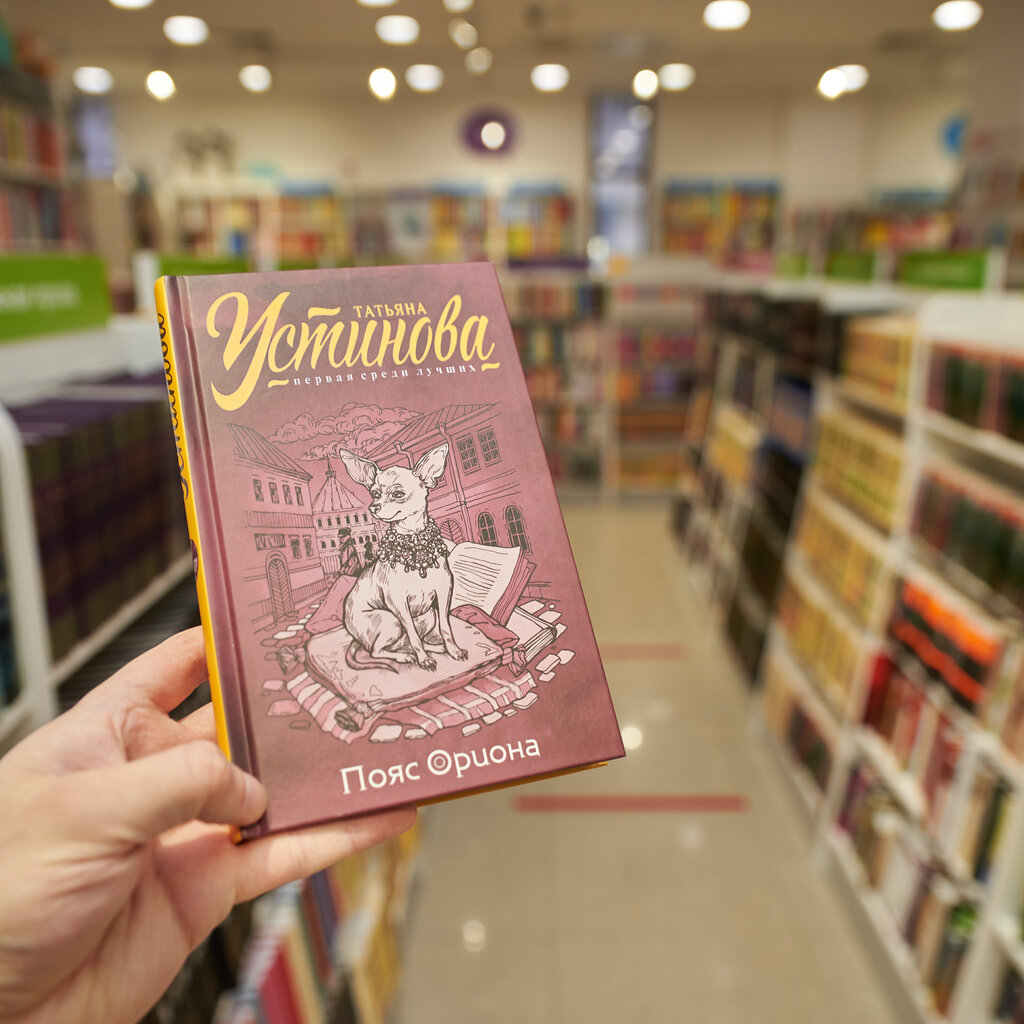 ТАТЬЯНА
Устинова
первая среди лучших
Пояс Ориона